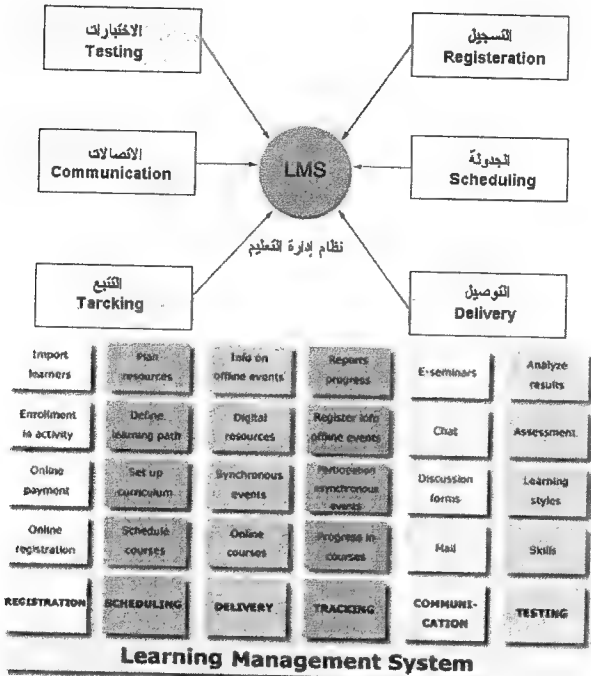 الاختبارات
Testing
التسجيل
Registeration
الاتصالات
Communication
LMS
الجدولة
Scheduling
نظام إدارة التعليم
التتبع
Tarcking
التوصيل
Delivery
Import
learners
Plan
resources
Info on
offline events
Reports
progress
E-seminars
Analyze
results
Enrollment
in activity
Define
learning path
Digital
resources
Register info
offline events
Chat
Assessment
Online
payment
Set up
curriculum
Synchronous
events
Participation
synchronous
events
Discussion
forms
Learning
styles
Online
registration
Schedule
courses
Online
courses
Progress in
courses
Mail
Skills
REGISTRATION
SCHEDULING
DELIVERY
TRACKING
COMMUNI-
CATION
TESTING
Learning Management System